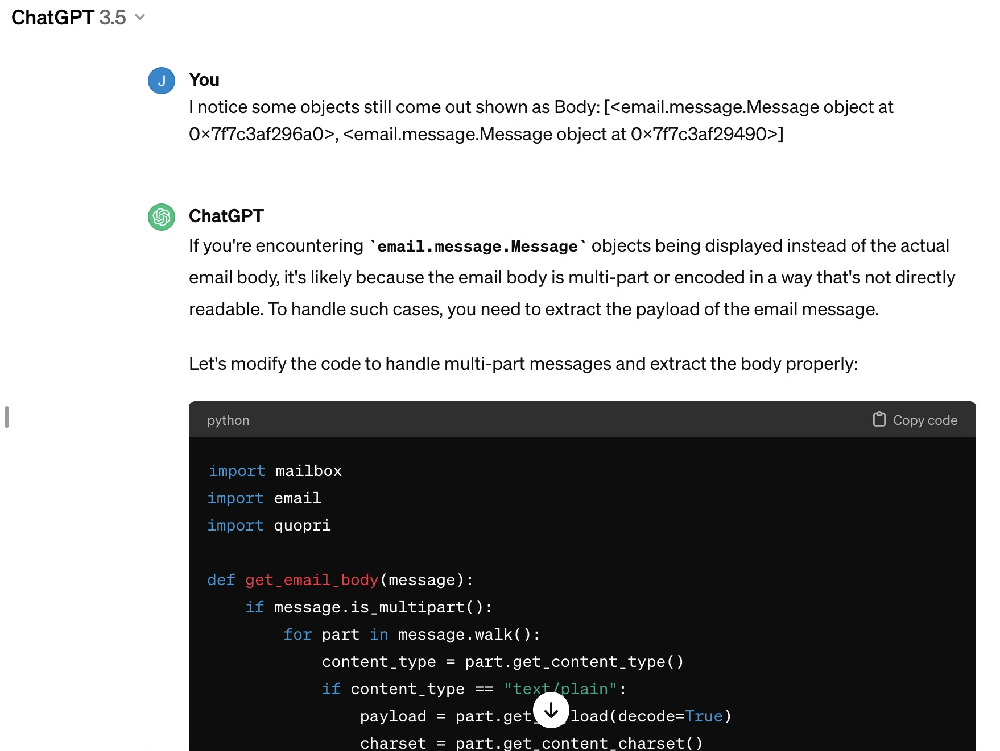 ChatGPT 3.5
J
You
I notice some objects still come out shown as Body: [<email.message.Message object at
0x7f7c3af296a0>, <email.message.Message object at 0x7f7c3af29490>]
ChatGPT
If you're encountering `email.message.Message` objects being displayed instead of the actual
email body, it's likely because the email body is multi-part or encoded in a way that's not directly
readable. To handle such cases, you need to extract the payload of the email message.
Let's modify the code to handle multi-part messages and extract the body properly:
python Copy code
import mailbox
import email
import quopri
def get_email_body(message):
    if message.is_multipart():
        for part in message.walk():
            content_type = part.get_content_type()
            if content_type == "text/plain":
                payload = part.get_ load(decode=True)
                charset = part.get_content_charset()